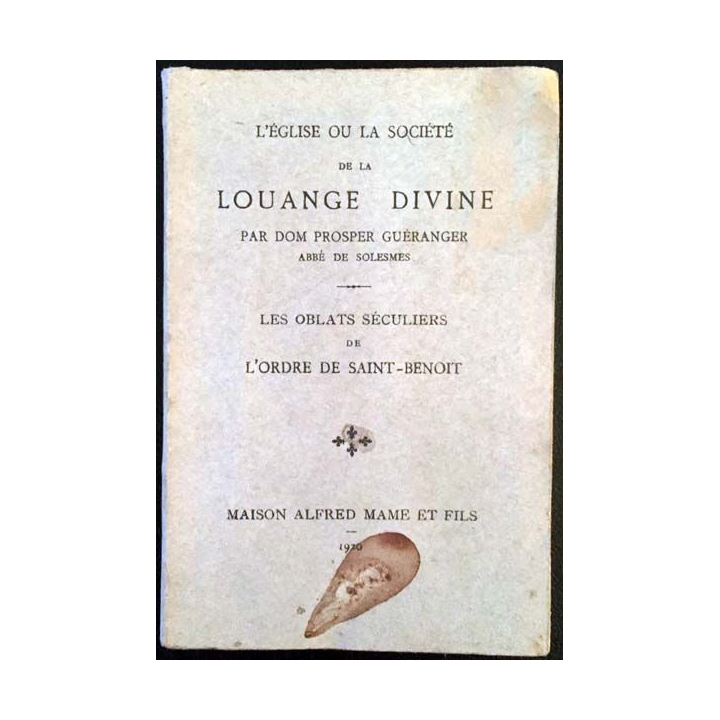 L'ÉGLISE OU LA SOCIÉTÉ
DE LA
LOUANGE DIVINE
PAR DOM PROSPER GUÉRANGER
ABBÉ DE SOLESMES
LES OBLATS SÉCULIERS
DE
L'ORDRE DE SAINT-BENOIT
MAISON ALFRED MAME ET FILS
1920